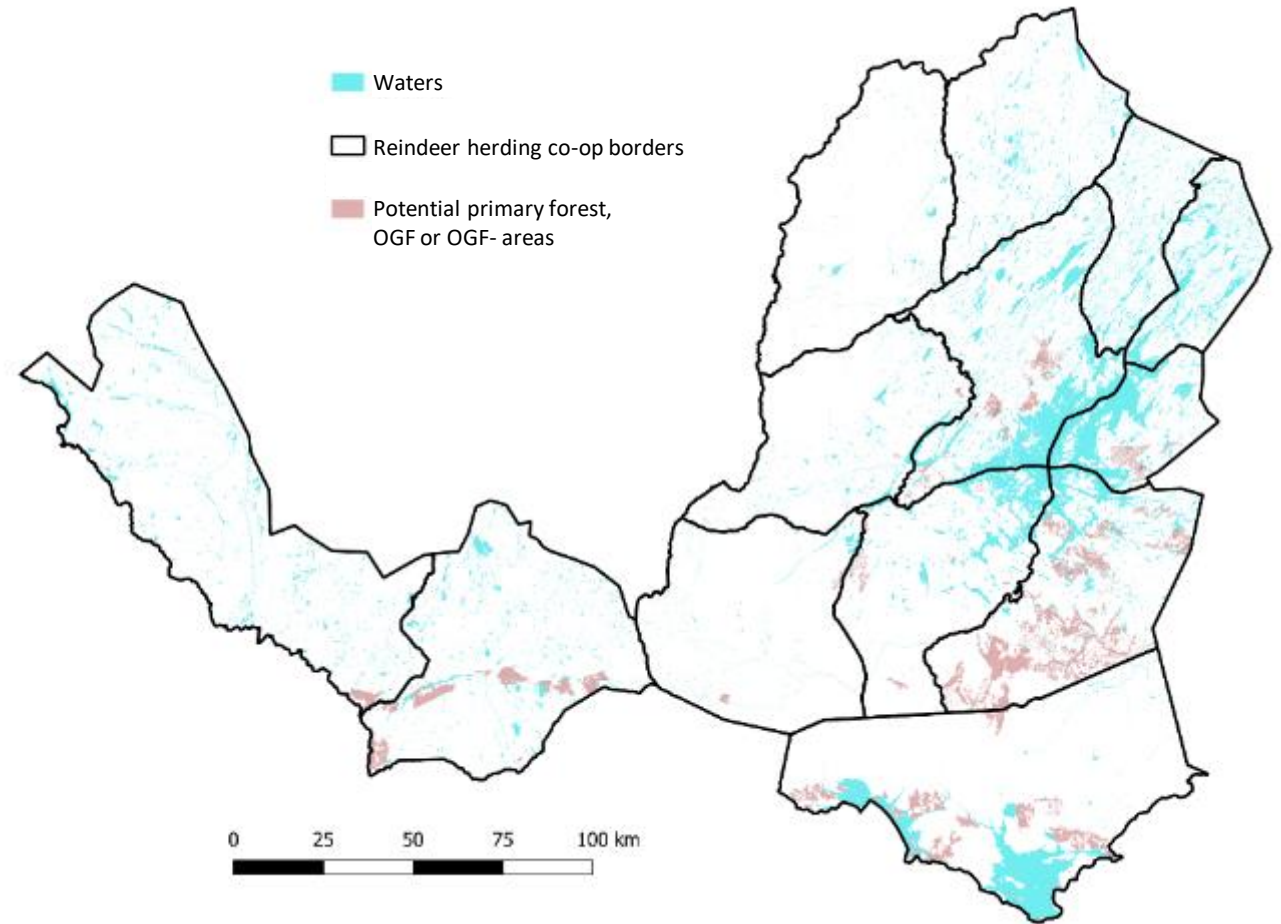 Waters
Reindeer herding co-op borders
Potential primary forest,
OGF or OGF- areas
0 25 50 75 100 km